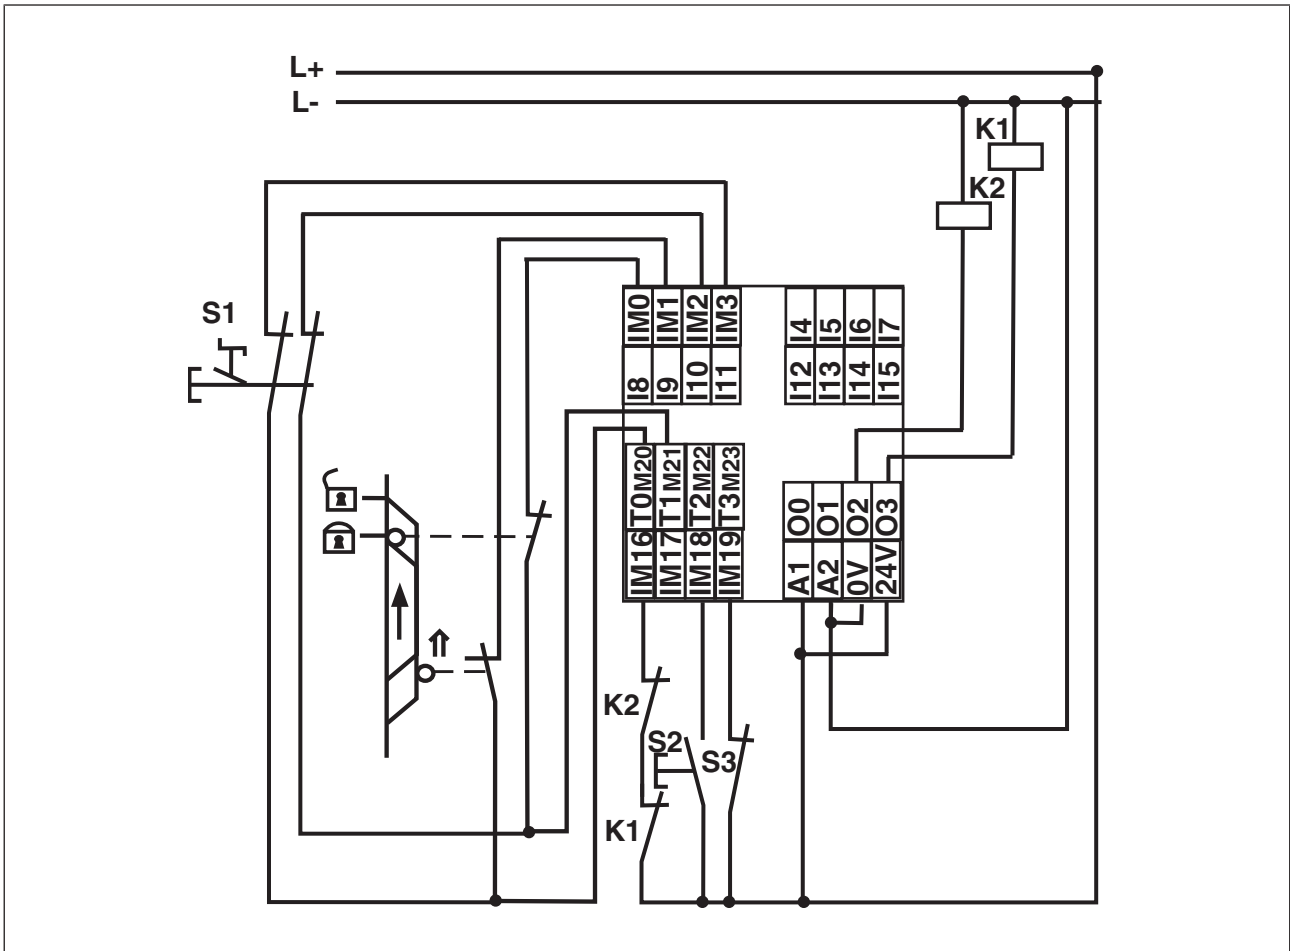 L+
L-
K1
K2
S1
IM0 IM1 IM2 IM3
I4 I5 I6 I7
I8 I9 I10 I11
I12 I13 I14 I15
T0M20 T1M21 T2M22 T3M23
IM16 IM17 IM18 IM19
O0 O1 O2 O3
A1 A2 0V 24V
K2
S2
S3
K1